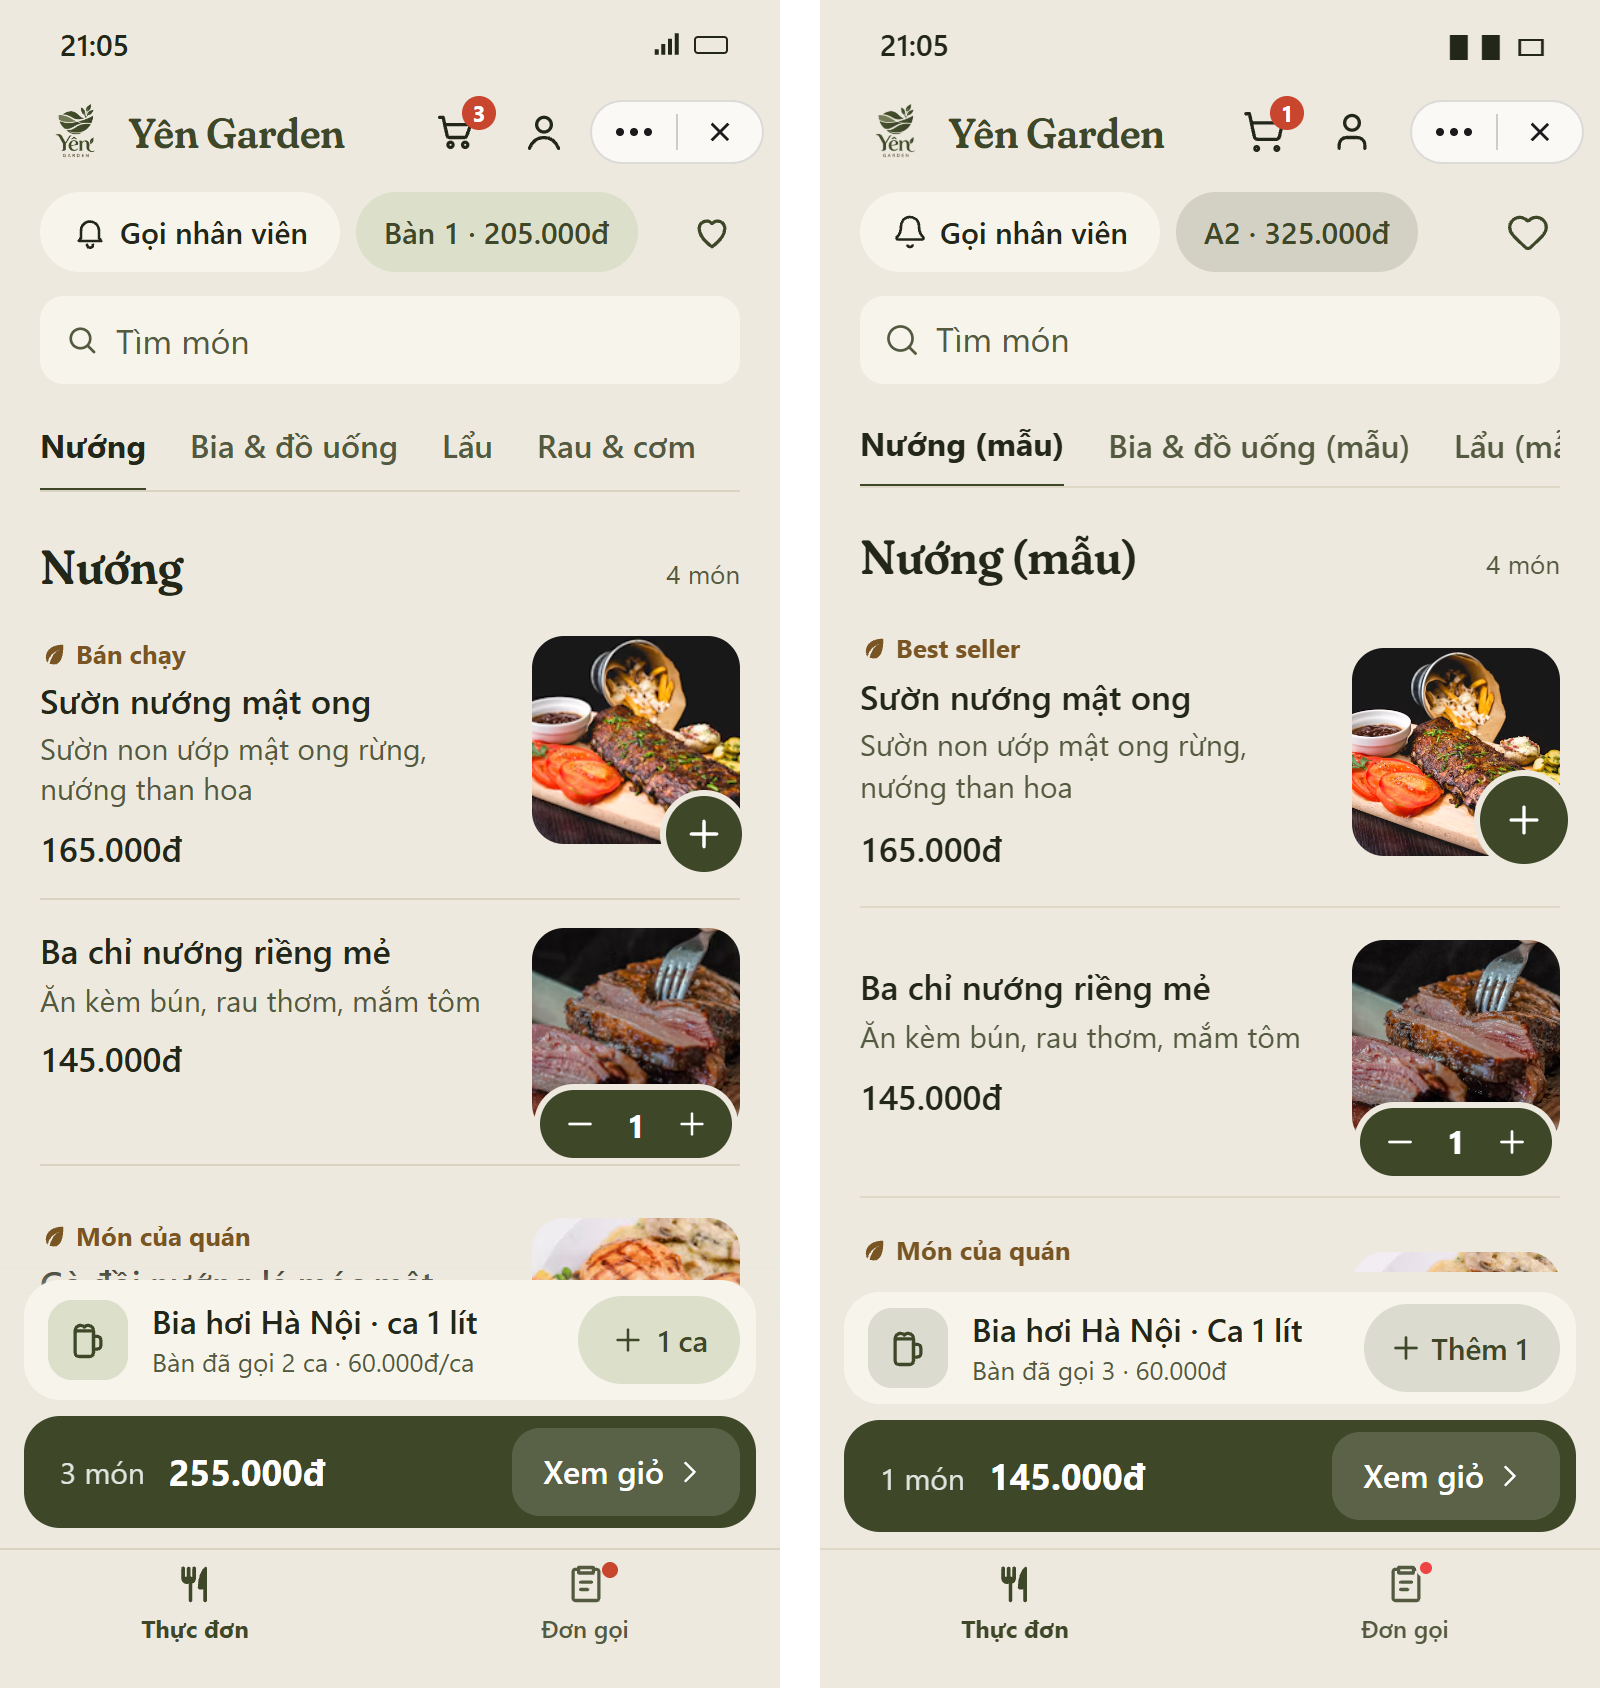 21:05
Yên
GARDEN
Yên Garden
3
Gọi nhân viên
Bàn 1 · 205.000đ
Tìm món
Nướng
Bia & đồ uống
Lẩu
Rau & cơm
Nướng
4 món
Bán chạy
Sườn nướng mật ong
Sườn non ướp mật ong rừng,
nướng than hoa
165.000đ
Ba chỉ nướng riềng mẻ
Ăn kèm bún, rau thơm, mắm tôm
145.000đ
1
Món của quán
Bia hơi Hà Nội · ca 1 lít
Bàn đã gọi 2 ca · 60.000đ/ca
1 ca
3 món 255.000đ
Xem giỏ
Thực đơn
Đơn gọi
21:05
Yên
GARDEN
Yên Garden
1
Gọi nhân viên
A2 · 325.000đ
Tìm món
Nướng (mẫu)
Bia & đồ uống (mẫu)
Lẩu
Nướng (mẫu)
4 món
Best seller
Sườn nướng mật ong
Sườn non ướp mật ong rừng,
nướng than hoa
165.000đ
Ba chỉ nướng riềng mẻ
Ăn kèm bún, rau thơm, mắm tôm
145.000đ
1
Món của quán
Bia hơi Hà Nội · Ca 1 lít
Bàn đã gọi 3 · 60.000đ
Thêm 1
1 món 145.000đ
Xem giỏ
Thực đơn
Đơn gọi